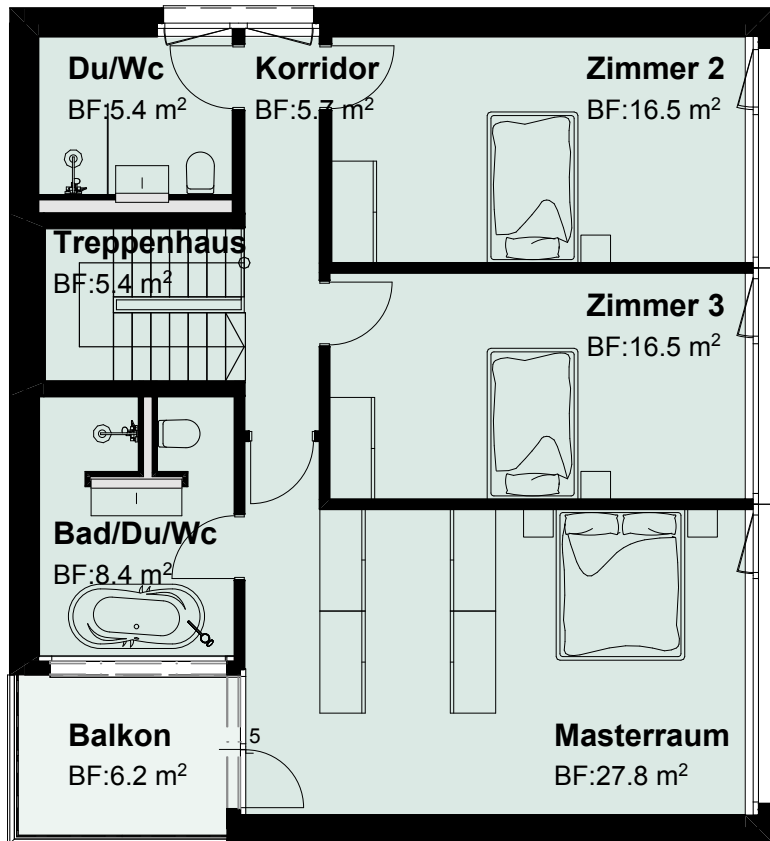 Du/Wc
BF:5.4 m²
Korridor
BF:5.7 m²
Zimmer 2
BF:16.5 m²
Treppenhaus
BF:5.4 m²
Zimmer 3
BF:16.5 m²
Bad/Du/Wc
BF:8.4 m²
Balkon
BF:6.2 m²
5
Masterraum
BF:27.8 m²